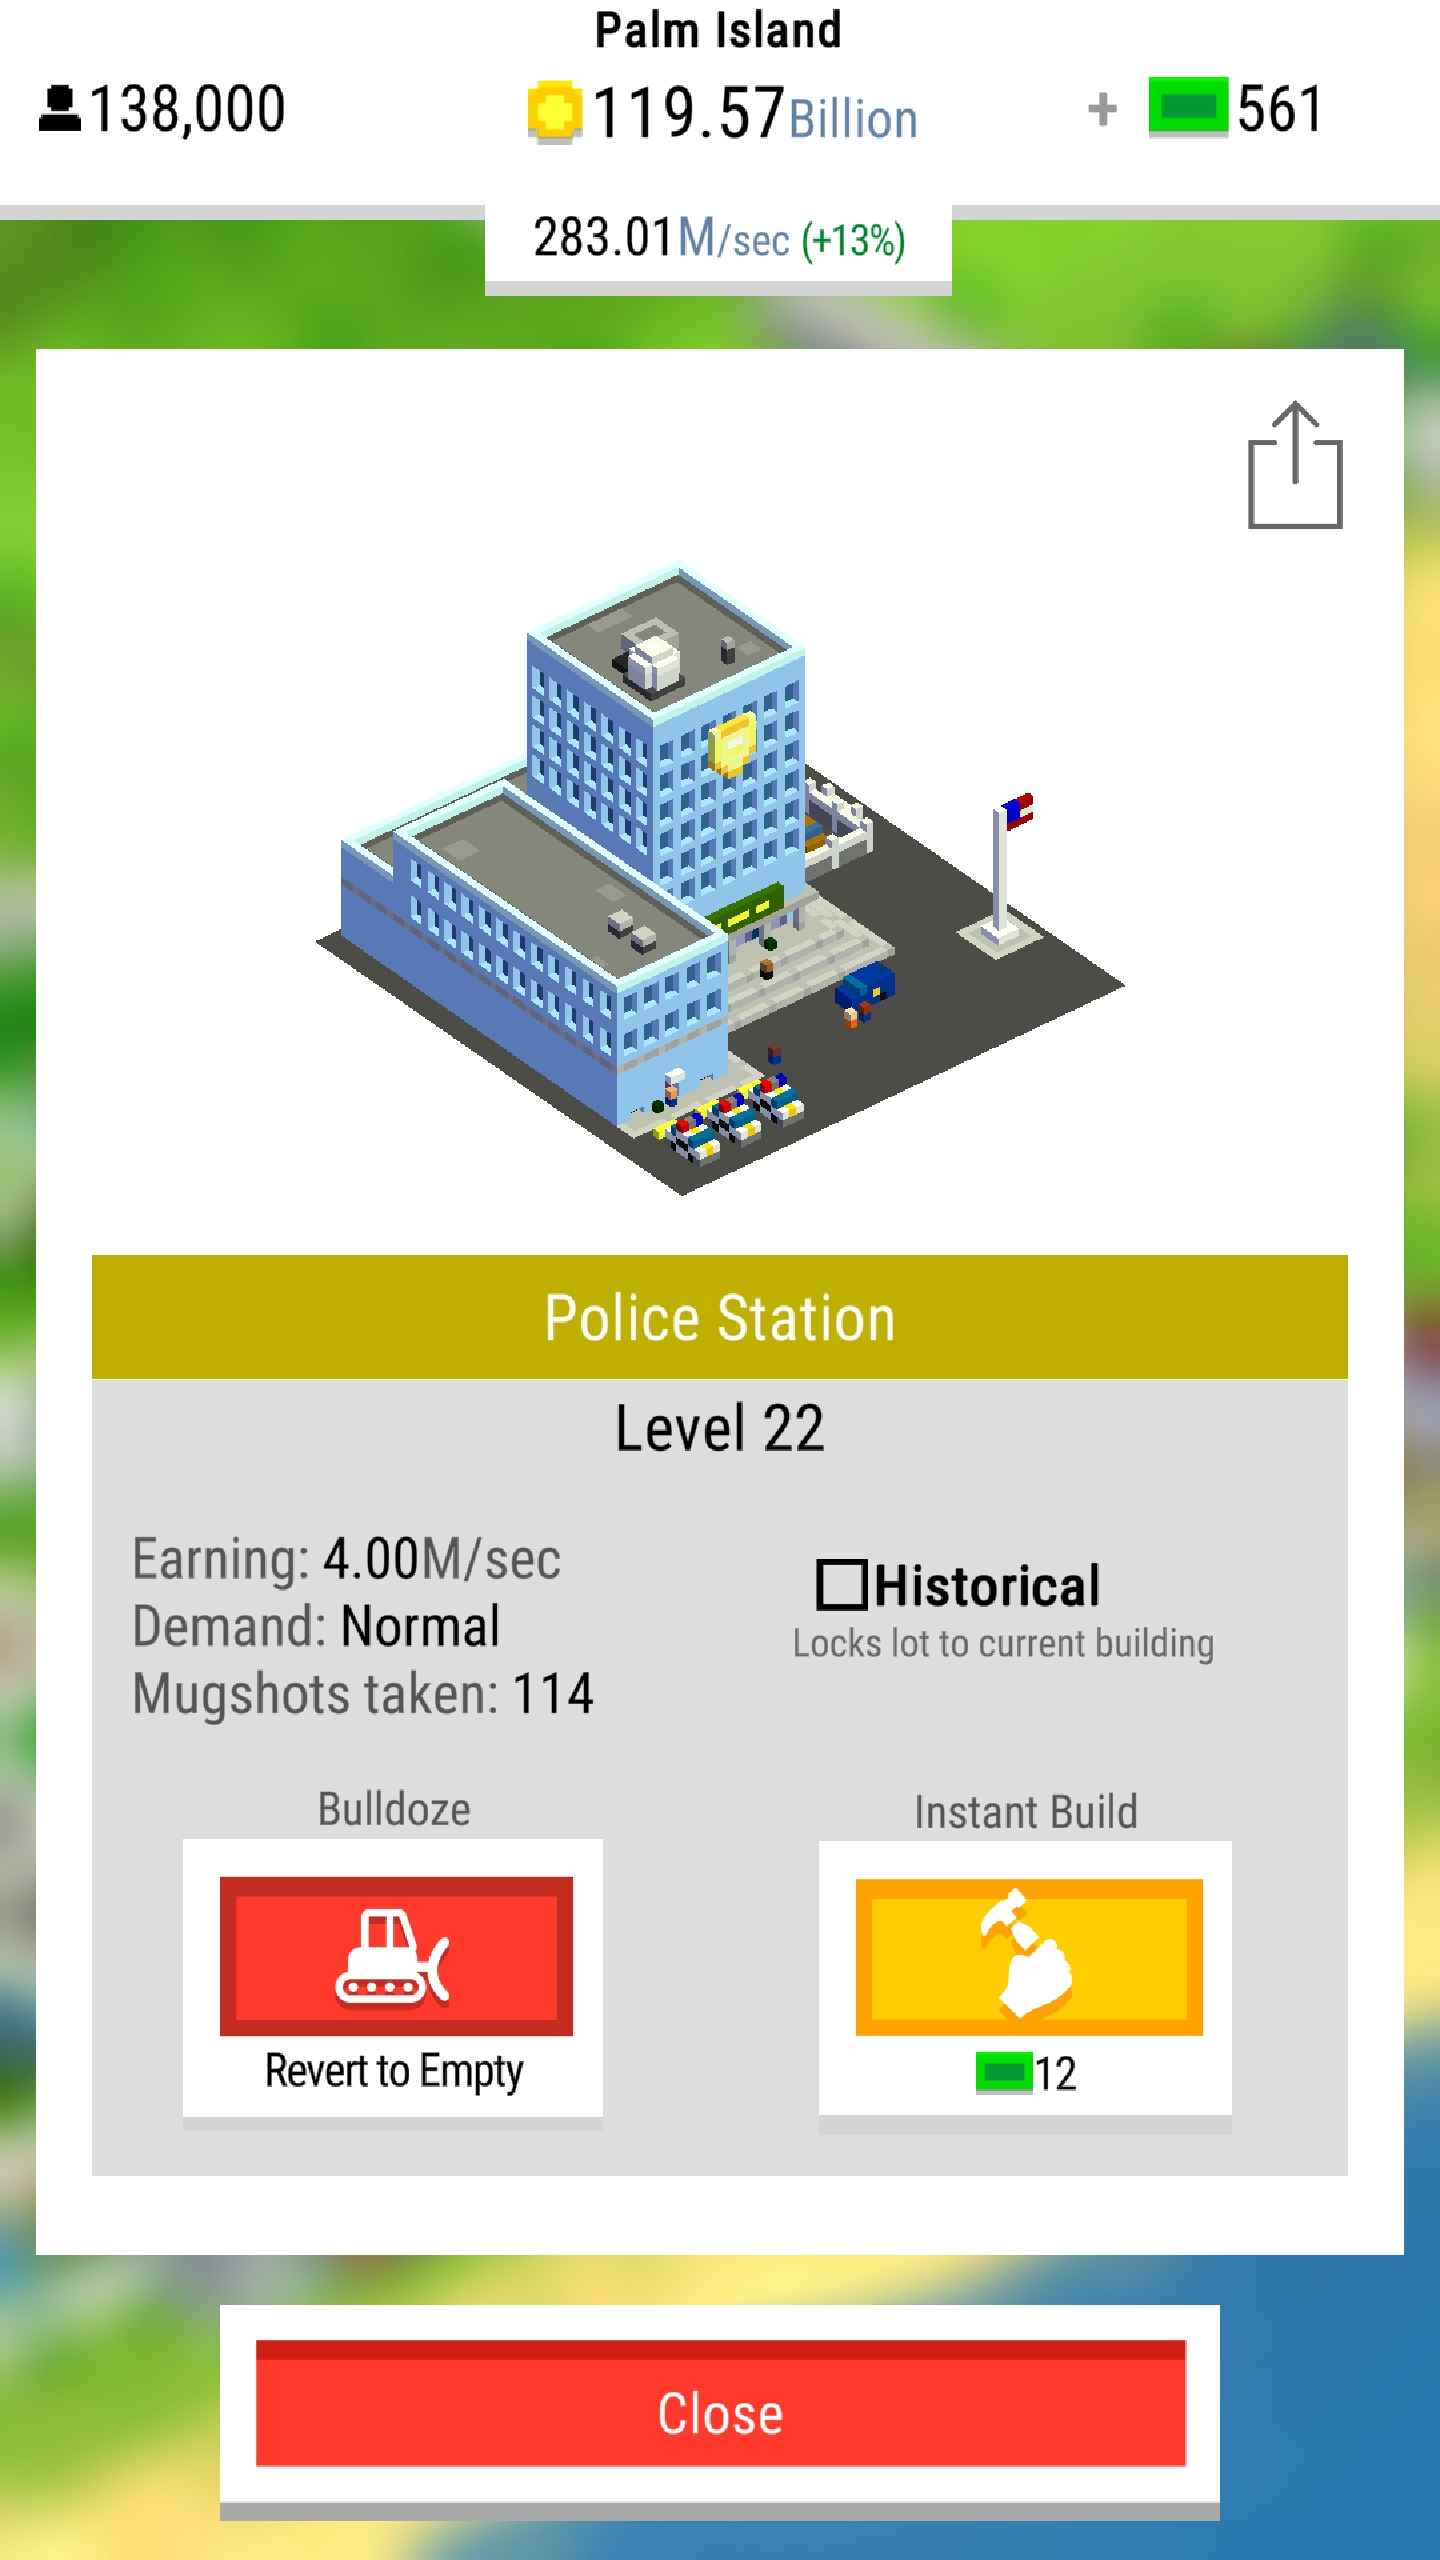 Palm Island
138,000
119.57Billion
+ 561
283.01M/sec (+13%)
Police Station
Level 22
Earning: 4.00M/sec
Demand: Normal
Mugshots taken: 114
Historical
Locks lot to current building
Bulldoze
Revert to Empty
Instant Build
12
Close